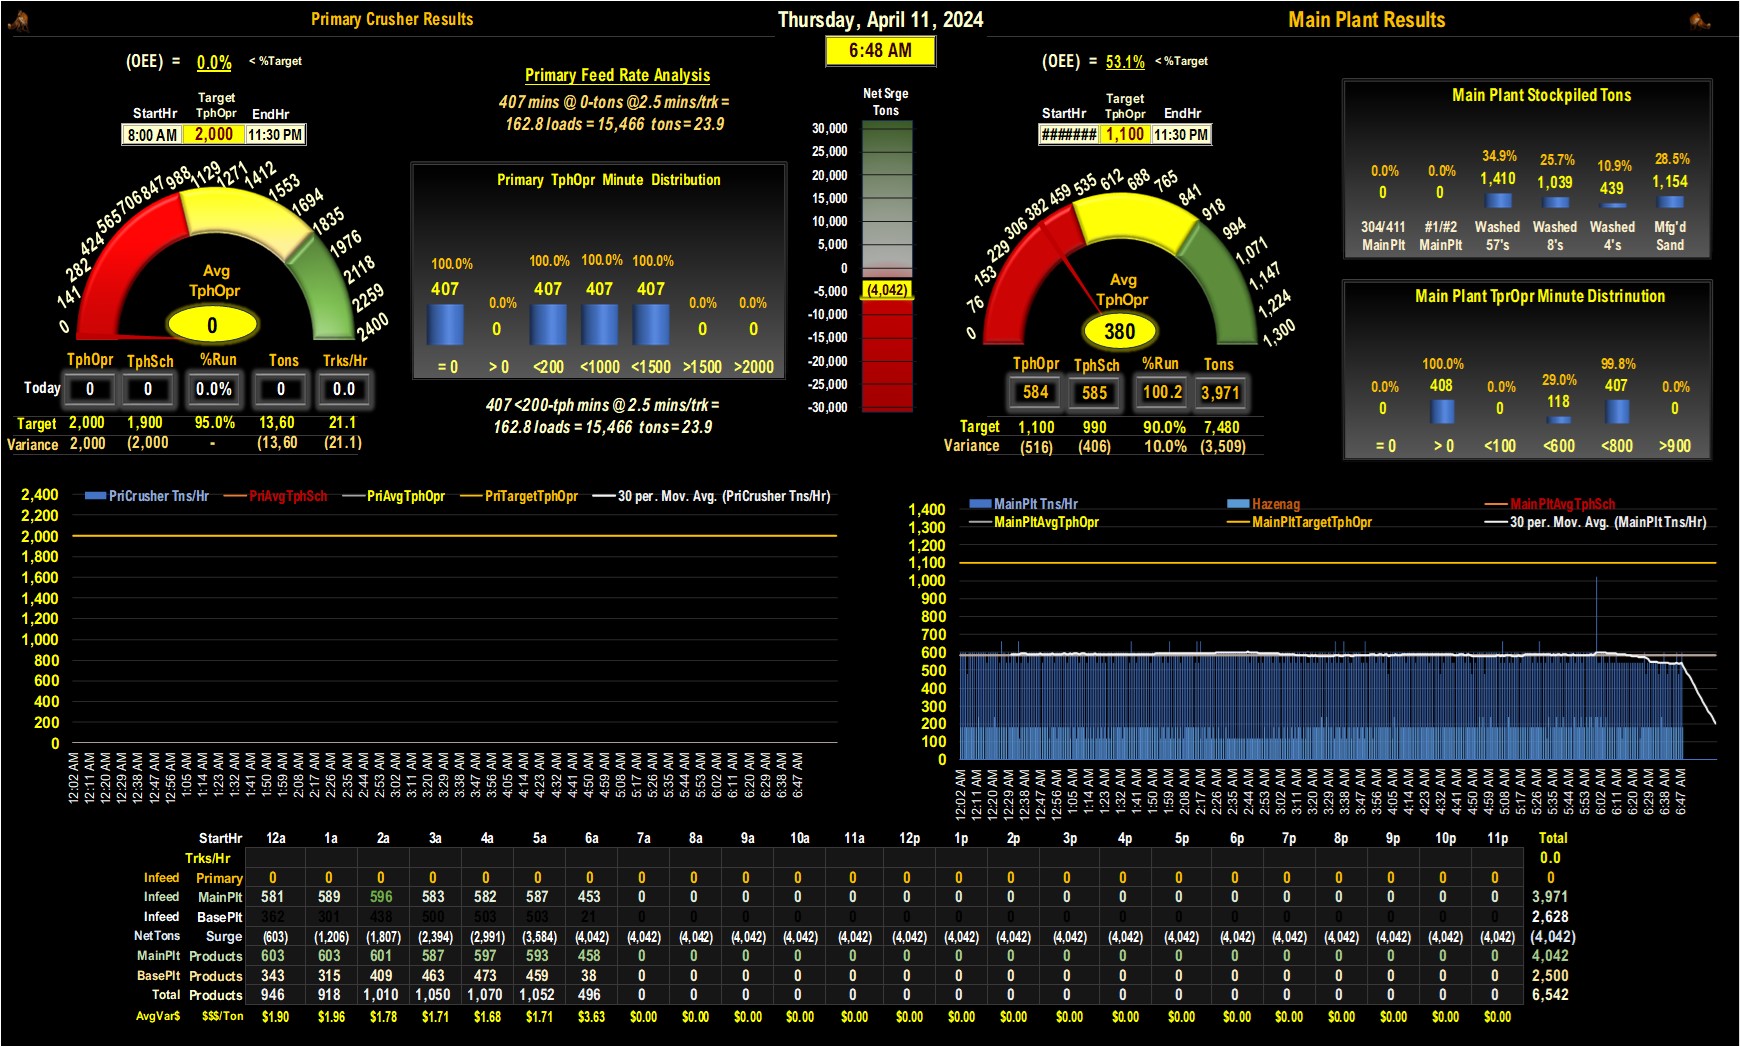 Primary Crusher Results
Thursday, April 11, 2024
Main Plant Results
6:48 AM
(OEE) = 0.0% < %Target
Target
StartHr TphOpr EndHr
8:00 AM 2,000 11:30 PM
0 141 282 424 565 706 847 988 1129 1271 1412 1553 1694 1835 1976 2118 2259 2400
Avg
TphOpr
0
TphOpr TphSch %Run Tons Trks/Hr
Today 0 0 0.0% 0 0.0
Target 2,000 1,900 95.0% 13,60 21.1
Variance 2,000 (2,000 - (13,60 (21.1)
Primary Feed Rate Analysis
407 mins @ 0-tons @2.5 mins/trk =
162.8 loads = 15,466 tons = 23.9
Primary TphOpr Minute Distribution
100.0% 0.0% 100.0% 100.0% 100.0% 0.0% 0.0%
407 0 407 407 407 0 0
= 0 > 0 <200 <1000 <1500 >1500 >2000
407 <200-tph mins @ 2.5 mins/trk =
162.8 loads = 15,466 tons = 23.9
Net Srge
Tons
30,000
25,000
20,000
15,000
10,000
5,000
0
-5,000
(4,042)
-10,000
-15,000
-20,000
-25,000
-30,000
(OEE) = 53.1% < %Target
Target
StartHr TphOpr EndHr
####### 1,100 11:30 PM
0 76 153 229 306 382 459 535 612 688 765 841 918 994 1,071 1,147 1,224 1,300
Avg
TphOpr
380
TphOpr TphSch %Run Tons
584 585 100.2 3,971
Target 1,100 990 90.0% 7,480
Variance (516) (406) 10.0% (3,509)
Main Plant Stockpiled Tons
0.0% 0.0% 34.9% 25.7% 10.9% 28.5%
0 0 1,410 1,039 439 1,154
304/411 #1/#2 Washed Washed Washed Mfg'd
MainPlt MainPlt 57's 8's 4's Sand
Main Plant TprOpr Minute Distrinution
0.0% 100.0% 0.0% 29.0% 99.8% 0.0%
0 408 0 118 407 0
= 0 > 0 <100 <600 <800 >900
PriCrusher Tns/Hr PriAvgTphSch PriAvgTphOpr PriTargetTphOpr 30 per. Mov. Avg. (PriCrusher Tns/Hr)
2,400
2,200
2,000
1,800
1,600
1,400
1,200
1,000
800
600
400
200
0
12:02 AM 12:11 AM 12:20 AM 12:29 AM 12:38 AM 12:47 AM 12:56 AM 1:05 AM 1:14 AM 1:23 AM 1:32 AM 1:41 AM 1:50 AM 1:59 AM 2:08 AM 2:17 AM 2:26 AM 2:35 AM 2:44 AM 2:53 AM 3:02 AM 3:11 AM 3:20 AM 3:29 AM 3:38 AM 3:47 AM 3:56 AM 4:05 AM 4:14 AM 4:23 AM 4:32 AM 4:41 AM 4:50 AM 4:59 AM 5:08 AM 5:17 AM 5:26 AM 5:35 AM 5:44 AM 5:53 AM 6:02 AM 6:11 AM 6:20 AM 6:29 AM 6:38 AM 6:47 AM
MainPlt Tns/Hr Hazenag MainPltAvgTphSch
MainPltAvgTphOpr MainPltTargetTphOpr 30 per. Mov. Avg. (MainPlt Tns/Hr)
1,400
1,300
1,200
1,100
1,000
900
800
700
600
500
400
300
200
100
0
12:02 AM 12:11 AM 12:20 AM 12:29 AM 12:38 AM 12:47 AM 12:56 AM 1:05 AM 1:14 AM 1:23 AM 1:32 AM 1:41 AM 1:50 AM 1:59 AM 2:08 AM 2:17 AM 2:26 AM 2:35 AM 2:44 AM 2:53 AM 3:02 AM 3:11 AM 3:20 AM 3:29 AM 3:38 AM 3:47 AM 3:56 AM 4:05 AM 4:14 AM 4:23 AM 4:32 AM 4:41 AM 4:50 AM 4:59 AM 5:08 AM 5:17 AM 5:26 AM 5:35 AM 5:44 AM 5:53 AM 6:02 AM 6:11 AM 6:20 AM 6:29 AM 6:38 AM 6:47 AM
StartHr 12a 1a 2a 3a 4a 5a 6a 7a 8a 9a 10a 11a 12p 1p 2p 3p 4p 5p 6p 7p 8p 9p 10p 11p Total
Trks/Hr 0.0
Infeed Primary 0 0 0 0 0 0 0 0 0 0 0 0 0 0 0 0 0 0 0 0 0 0 0 0 0
Infeed MainPlt 581 589 596 583 582 587 453 0 0 0 0 0 0 0 0 0 0 0 0 0 0 0 0 0 3,971
Infeed BasePlt 362 301 438 500 503 503 21 0 0 0 0 0 0 0 0 0 0 0 0 0 0 0 0 0 2,628
NetTons Surge (603) (1,206) (1,807) (2,394) (2,991) (3,584) (4,042) (4,042) (4,042) (4,042) (4,042) (4,042) (4,042) (4,042) (4,042) (4,042) (4,042) (4,042) (4,042) (4,042) (4,042) (4,042) (4,042) (4,042) (4,042)
MainPlt Products 603 603 601 587 597 593 458 0 0 0 0 0 0 0 0 0 0 0 0 0 0 0 0 0 4,042
BasePlt Products 343 315 409 463 473 459 38 0 0 0 0 0 0 0 0 0 0 0 0 0 0 0 0 0 2,500
Total Products 946 918 1,010 1,050 1,070 1,052 496 0 0 0 0 0 0 0 0 0 0 0 0 0 0 0 0 0 6,542
AvgVar$ $$$/Ton $1.90 $1.96 $1.78 $1.71 $1.68 $1.71 $3.63 $0.00 $0.00 $0.00 $0.00 $0.00 $0.00 $0.00 $0.00 $0.00 $0.00 $0.00 $0.00 $0.00 $0.00 $0.00 $0.00 $0.00